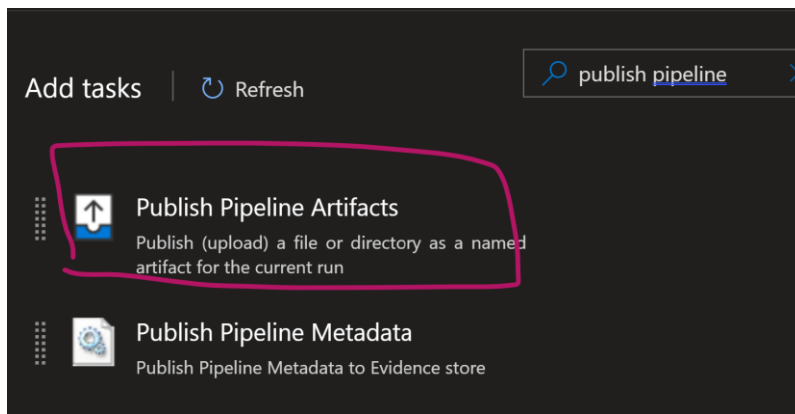 Add tasks
Refresh
publish pipeline
Publish Pipeline Artifacts
Publish (upload) a file or directory as a named
artifact for the current run
Publish Pipeline Metadata
Publish Pipeline Metadata to Evidence store